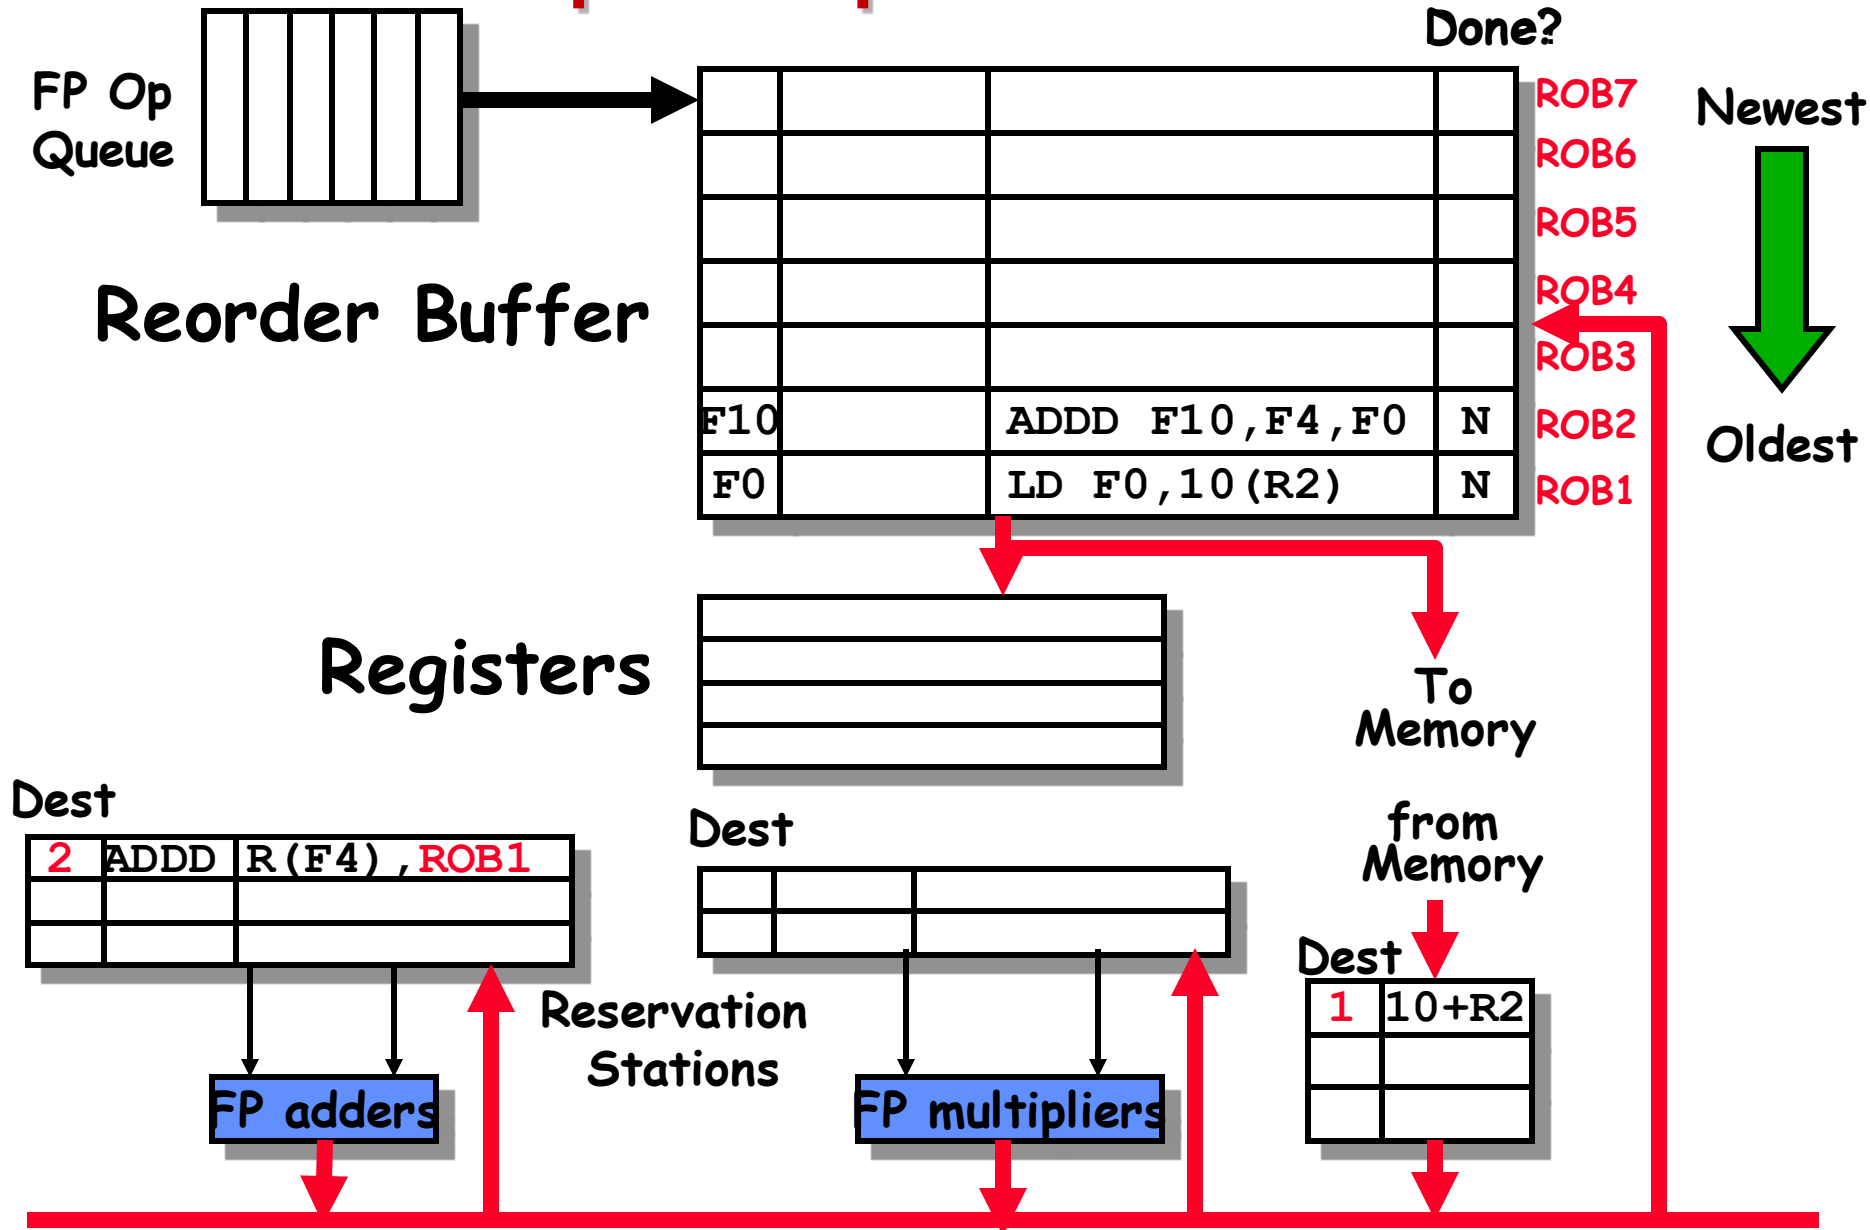 Done?
FP Op
Queue
ROB7
Newest
ROB6
ROB5
Reorder Buffer
ROB4
ROB3
F10 ADDD F10,F4,F0 N ROB2
Oldest
F0 LD F0,10(R2) N ROB1
Registers
To
Memory
Dest
2 ADDD R(F4),ROB1
Dest
from
Memory
Dest
1 10+R2
Reservation
Stations
FP adders
FP multipliers